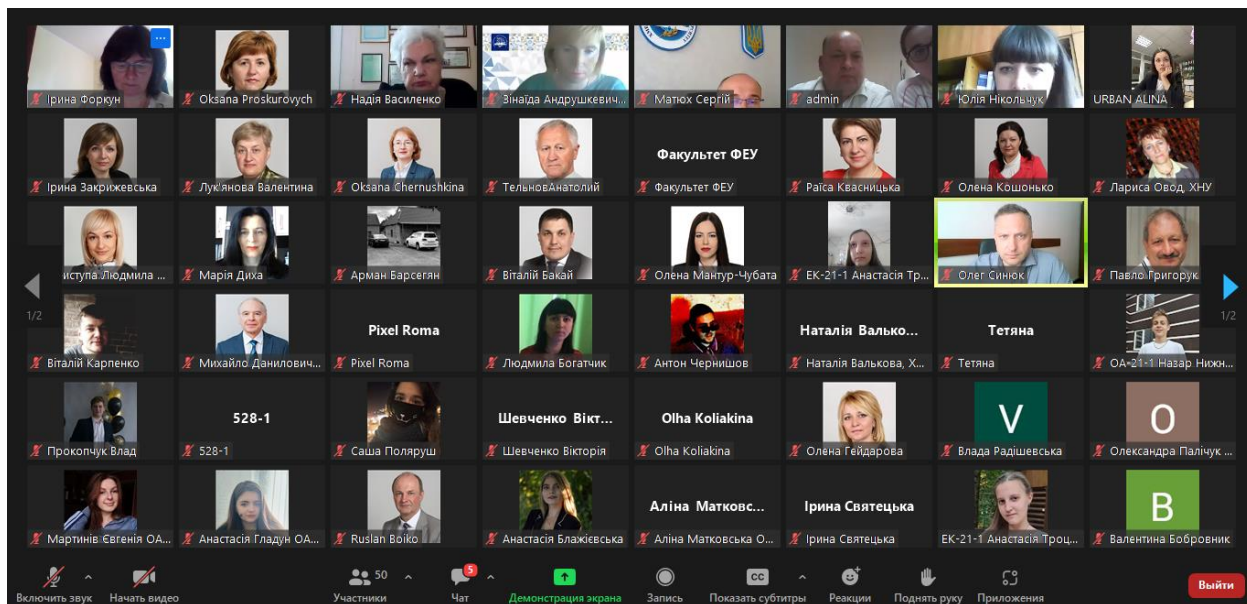 Ірина Форкун
Oksana Proskurovych
Надія Василенко
Зінаїда Андрушкевич...
Матюх Сергій
admin
Юлія Нікольчук
URBAN ALINA
Ірина Закрижевська
Лук'янова Валентина
Oksana Chernushkina
ТельновАнатолий
Факультет ФЕУ
Факультет ФЕУ
Раїса Квасницька
Олена Кошонько
Лариса Овод, ХНУ
иступа Людмила ...
Марія Диха
Арман Барсегян
Віталій Бакай
Олена Мантур-Чубата
ЕК-21-1 Анастасія Тр...
Олег Синюк
Павло Григорук
1/2
1/2
Віталій Карпенко
Михайло Данилович...
Pixel Roma
Pixel Roma
Людмила Богатчик
Антон Чернишов
Наталія Валько...
Наталія Валькова, Х...
Тетяна
Тетяна
ОА-21-1 Назар Нижн...
Прокопчук Влад
528-1
528-1
Саша Поляруш
Шевченко Вікт...
Шевченко Вікторія
Olha Koliakina
Olha Koliakina
Олена Гейдарова
V
Влада Радішевська
О
Олександра Палічук ...
Мартинів Євгенія ОА...
Анастасія Гладун ОА...
Ruslan Boiko
Анастасія Блажієвська
Аліна Матковс...
Аліна Матковська О...
Ірина Святецька
Ірина Святецька
ЕК-21-1 Анастасія Троц...
В
Валентина Бобровник
Включить звук
Начать видео
50
Участники
5
Чат
Демонстрация экрана
Запись
CC
Показать субтитры
Реакции
Поднять руку
Приложения
Выйти